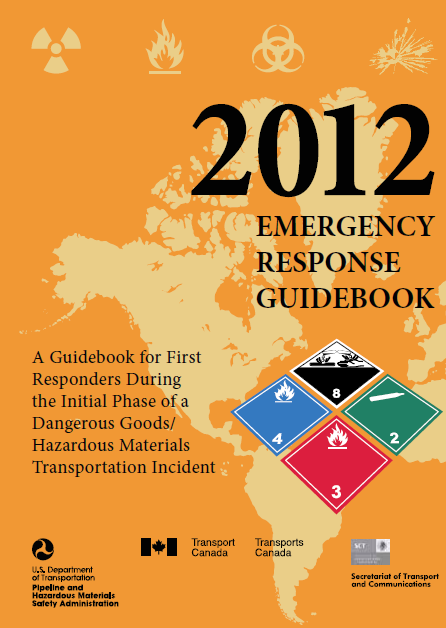 2012
EMERGENCY
RESPONSE
GUIDEBOOK
A Guidebook for First
Responders During
the Initial Phase of a
Dangerous Goods/
Hazardous Materials
Transportation Incident
8
4
2
3
U.S. Department
of Transportation
Pipeline and
Hazardous Materials
Safety Administration
Transport
Canada
Transports
Canada
SCT
Secretariat of Transport
and Communications